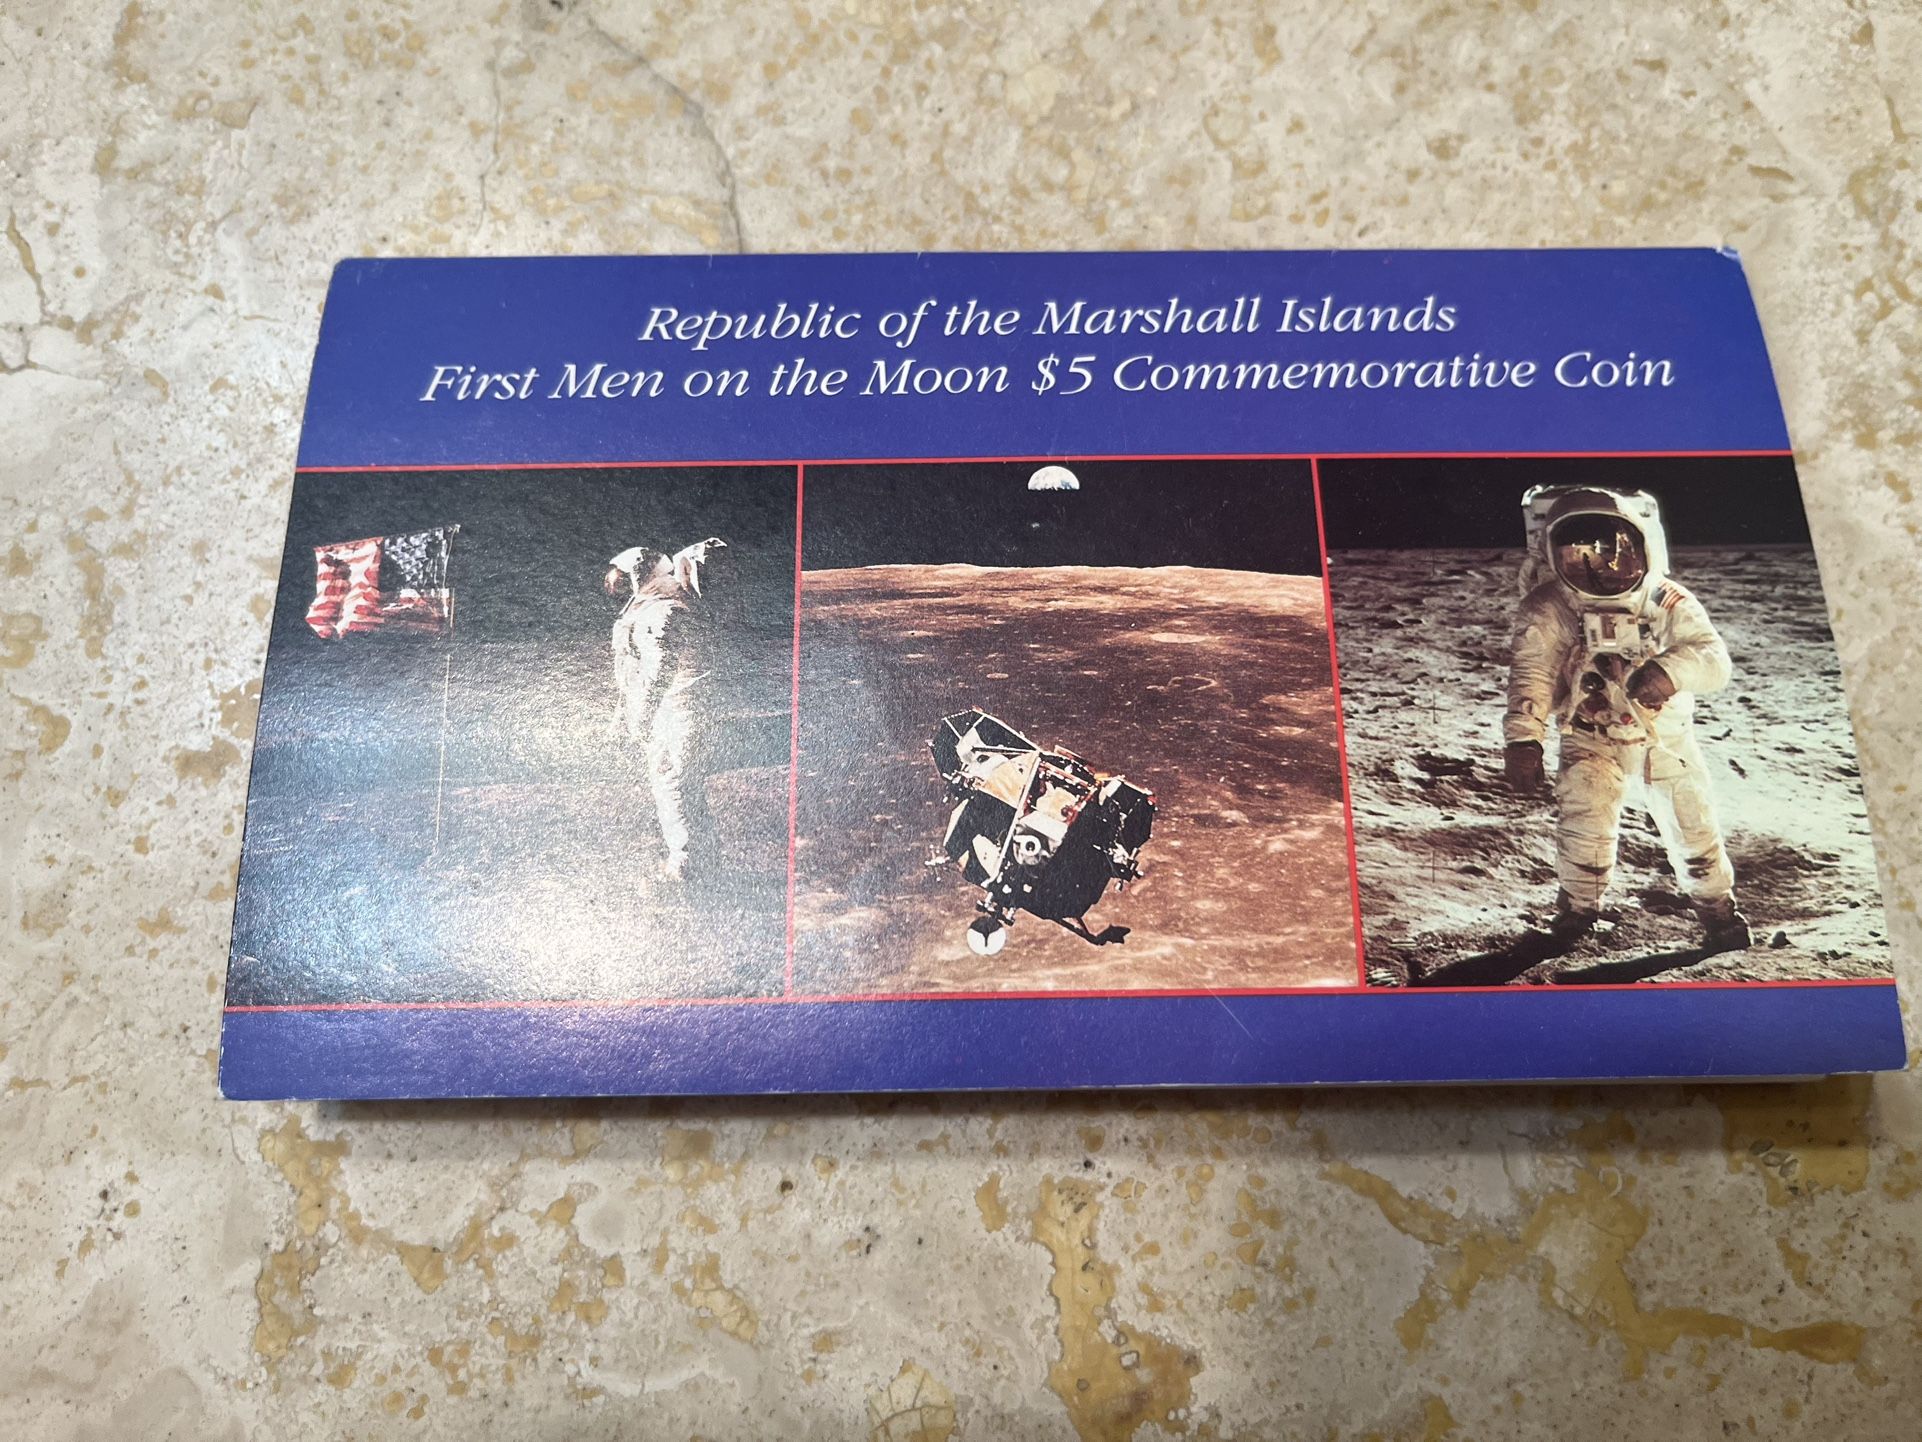 Republic of the Marshall Islands
First Men on the Moon $5 Commemorative Coin